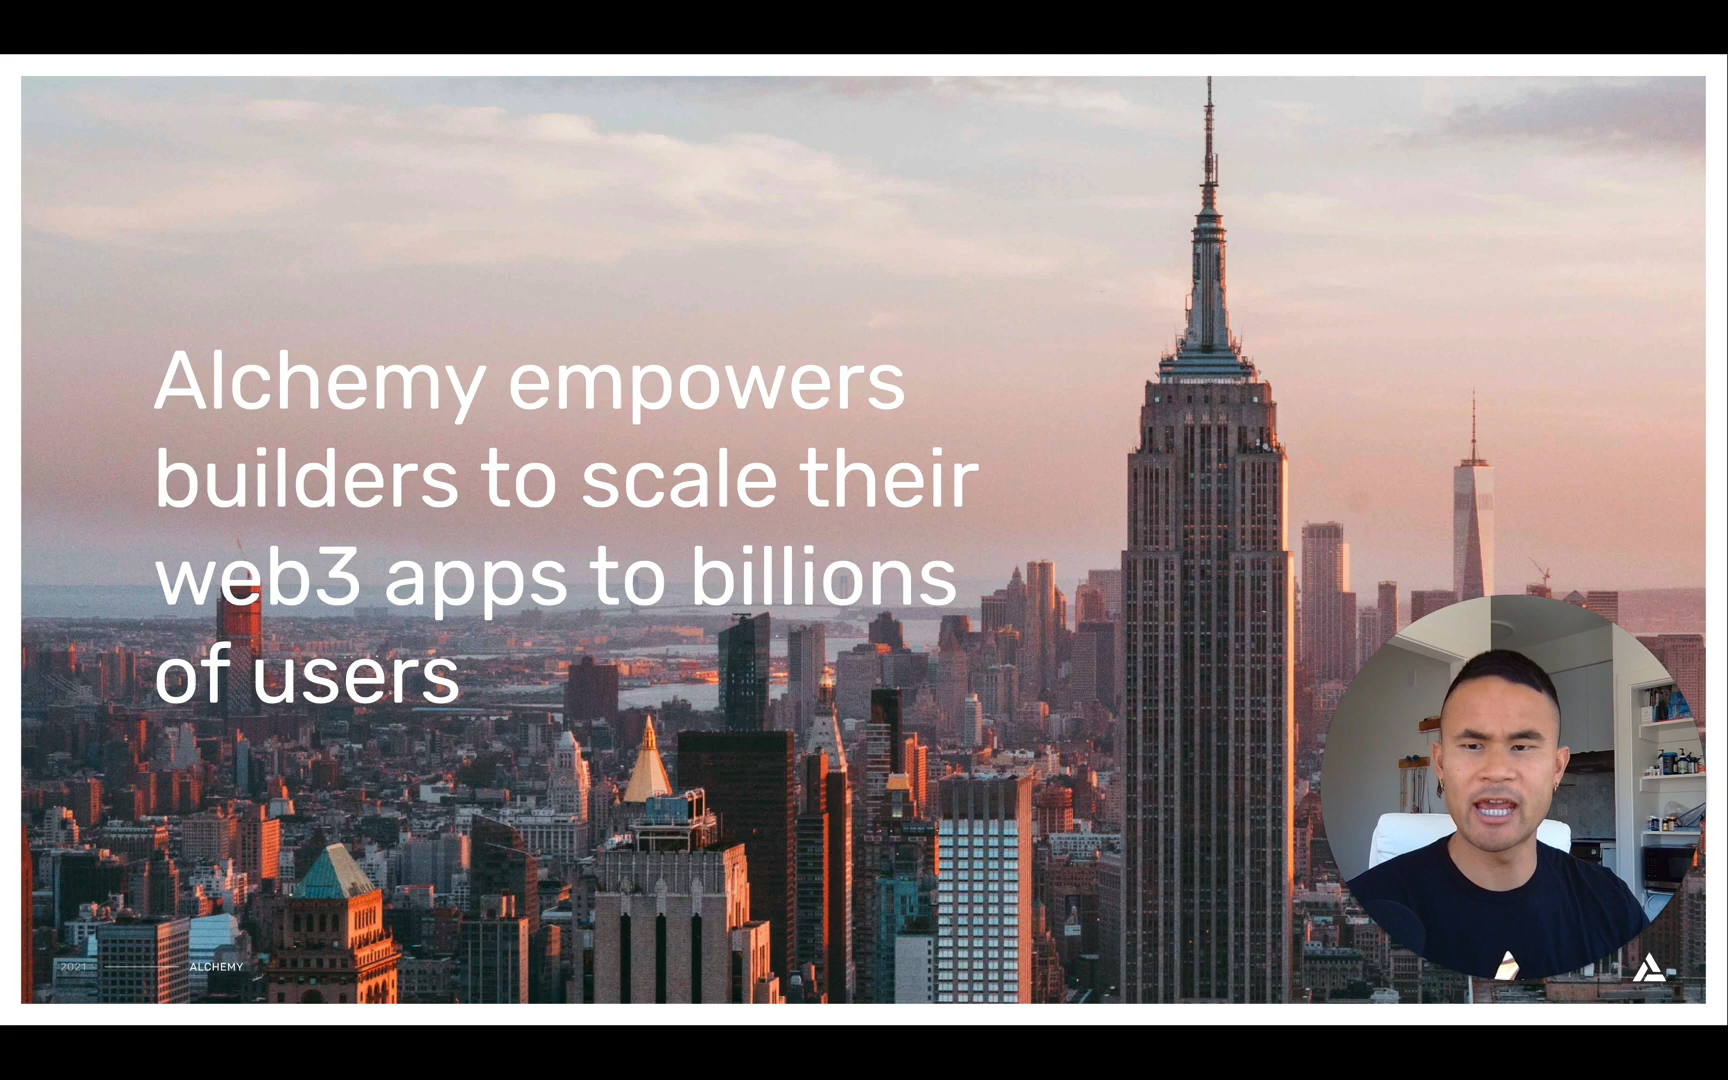 Alchemy empowers
builders to scale their
web3 apps to billions
of users
2021 ALCHEMY